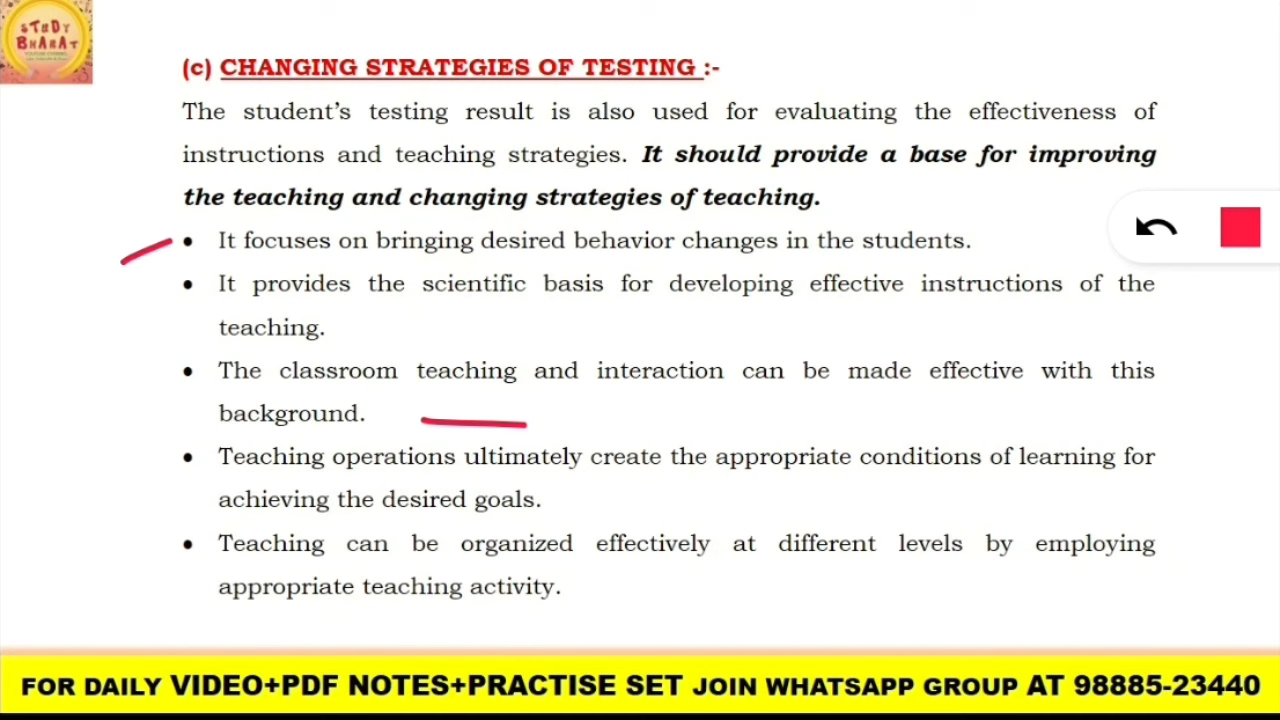 STUDY
BHARAT
(c) CHANGING STRATEGIES OF TESTING :-
The student's testing result is also used for evaluating the effectiveness of
instructions and teaching strategies. It should provide a base for improving
the teaching and changing strategies of teaching.
• It focuses on bringing desired behavior changes in the students.
• It provides the scientific basis for developing effective instructions of the
teaching.
• The classroom teaching and interaction can be made effective with this
background.
• Teaching operations ultimately create the appropriate conditions of learning for
achieving the desired goals.
• Teaching can be organized effectively at different levels by employing
appropriate teaching activity.
FOR DAILY VIDEO+PDF NOTES+PRACTISE SET JOIN WHATSAPP GROUP AT 98885-23440